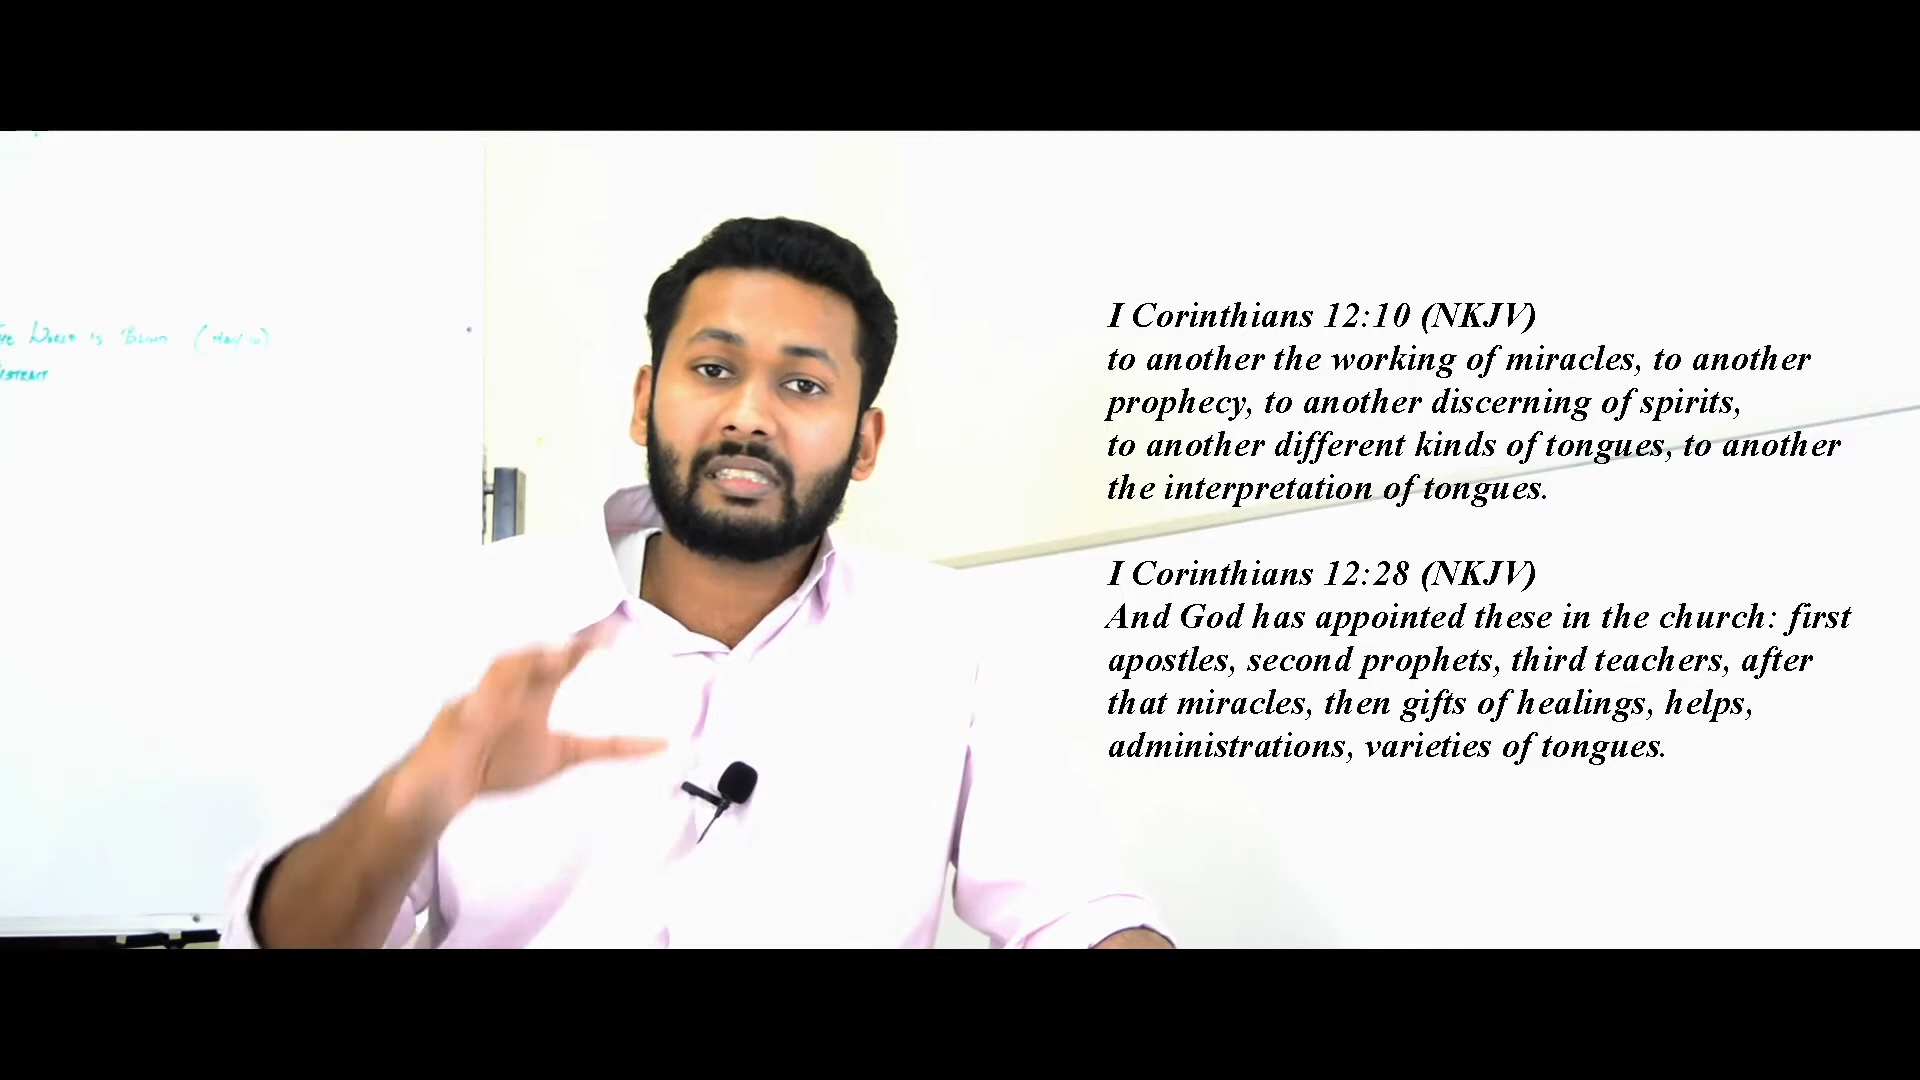 World is
I Corinthians 12:10 (NKJV)
to another the working of miracles, to another
prophecy, to another discerning of spirits,
to another different kinds of tongues, to another
the interpretation of tongues.
I Corinthians 12:28 (NKJV)
And God has appointed these in the church: first
apostles, second prophets, third teachers, after
that miracles, then gifts of healings, helps,
administrations, varieties of tongues.